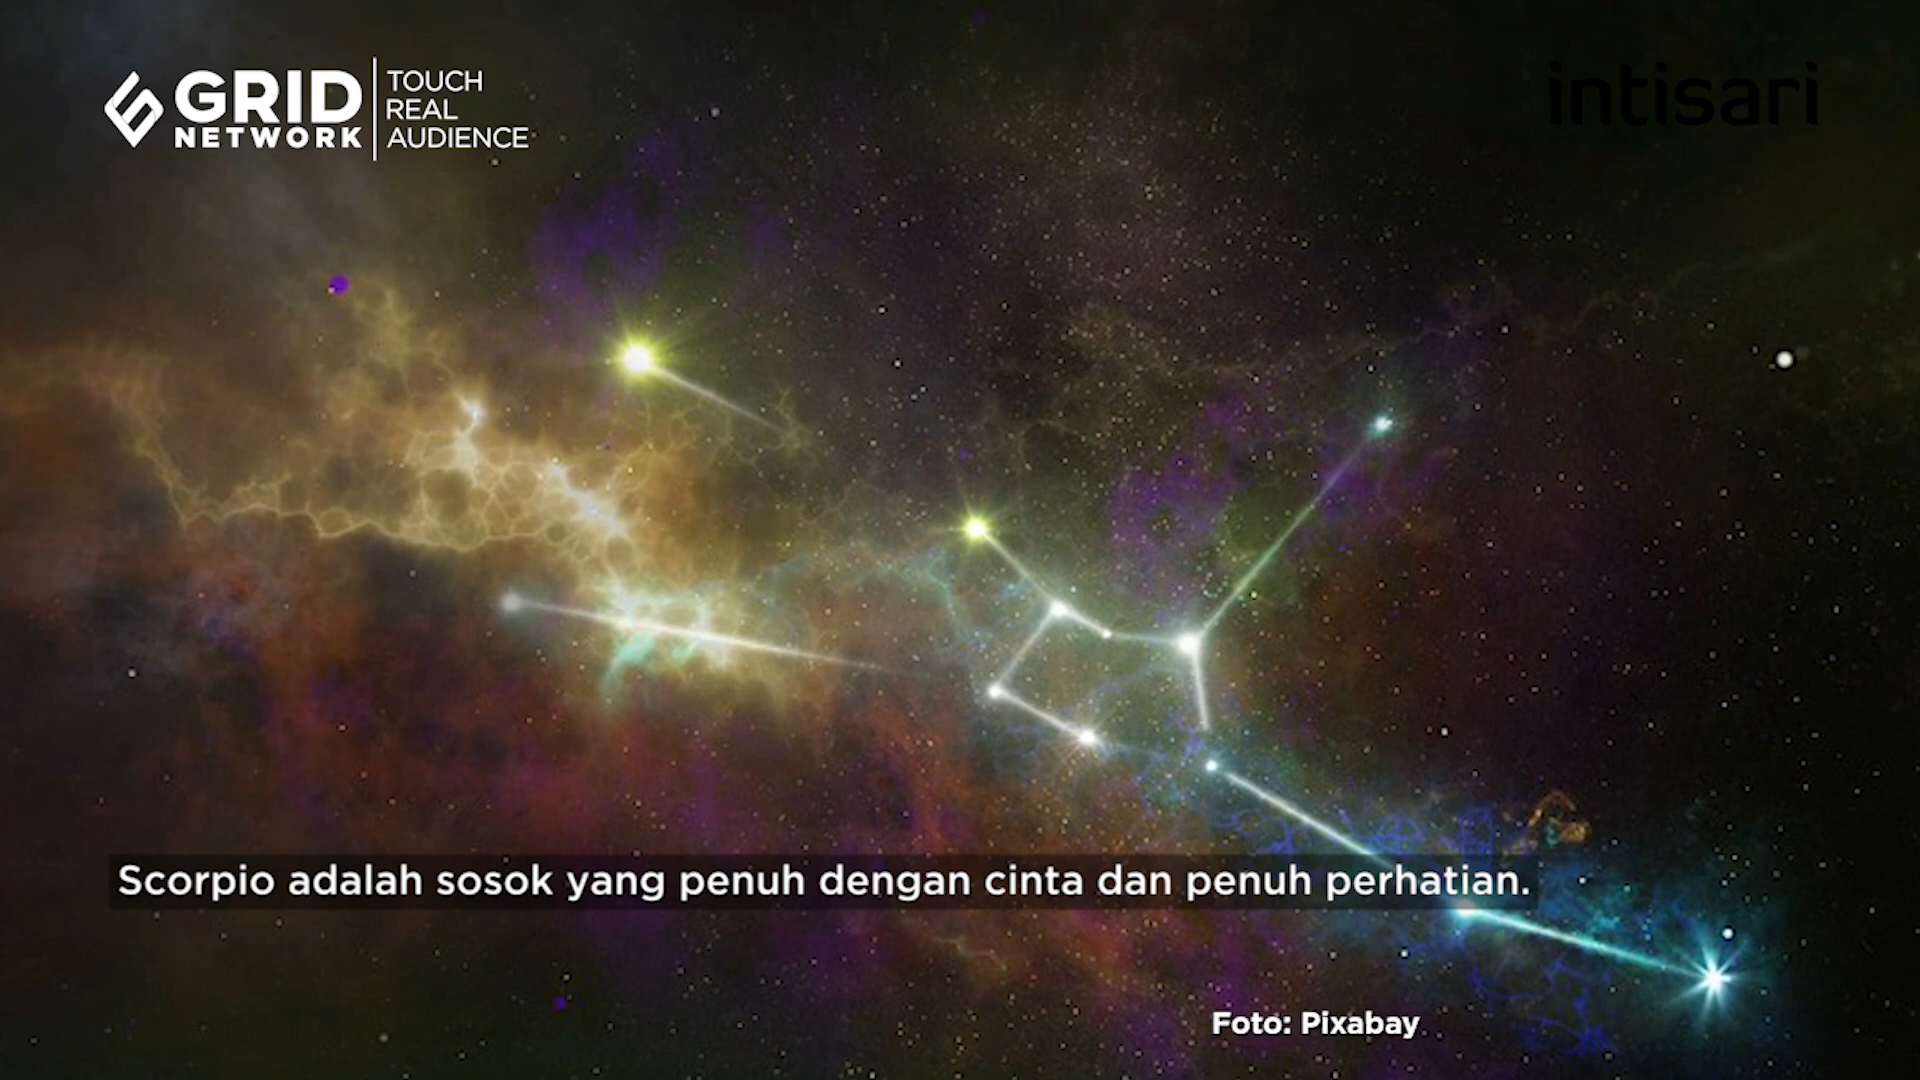 GRID
NETWORK
TOUCH
REAL
AUDIENCE
intisari
Scorpio adalah sosok yang penuh dengan cinta dan penuh perhatian.
Foto: Pixabay